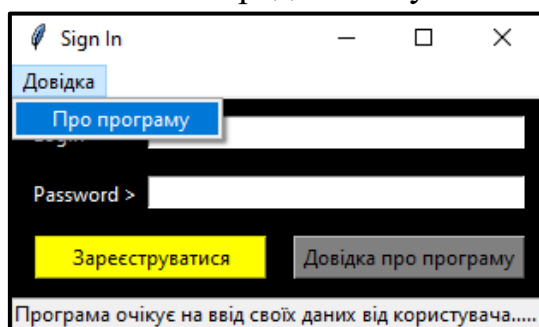 Sign In
Довідка
Про програму
Password >
Зареєструватися
Довідка про програму
Програма очікує на ввід своїх даних від користувача.....